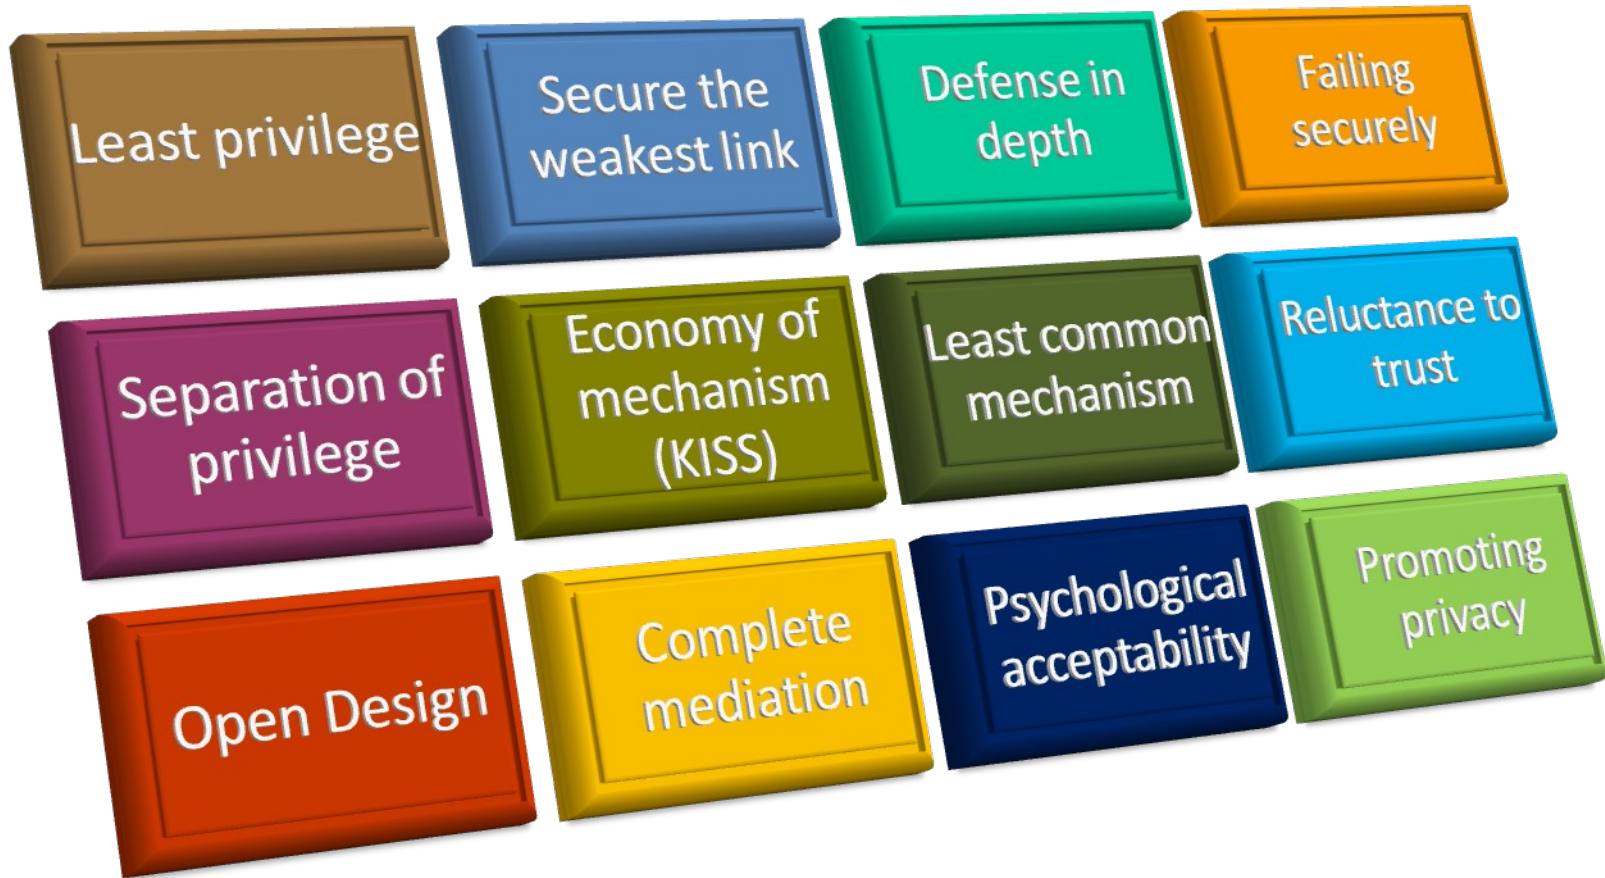 Least privilege
Secure the
weakest link
Defense in
depth
Failing
securely
Separation of
privilege
Economy of
mechanism
(KISS)
Least common
mechanism
Reluctance to
trust
Open Design
Complete
mediation
Psychological
acceptability
Promoting
privacy